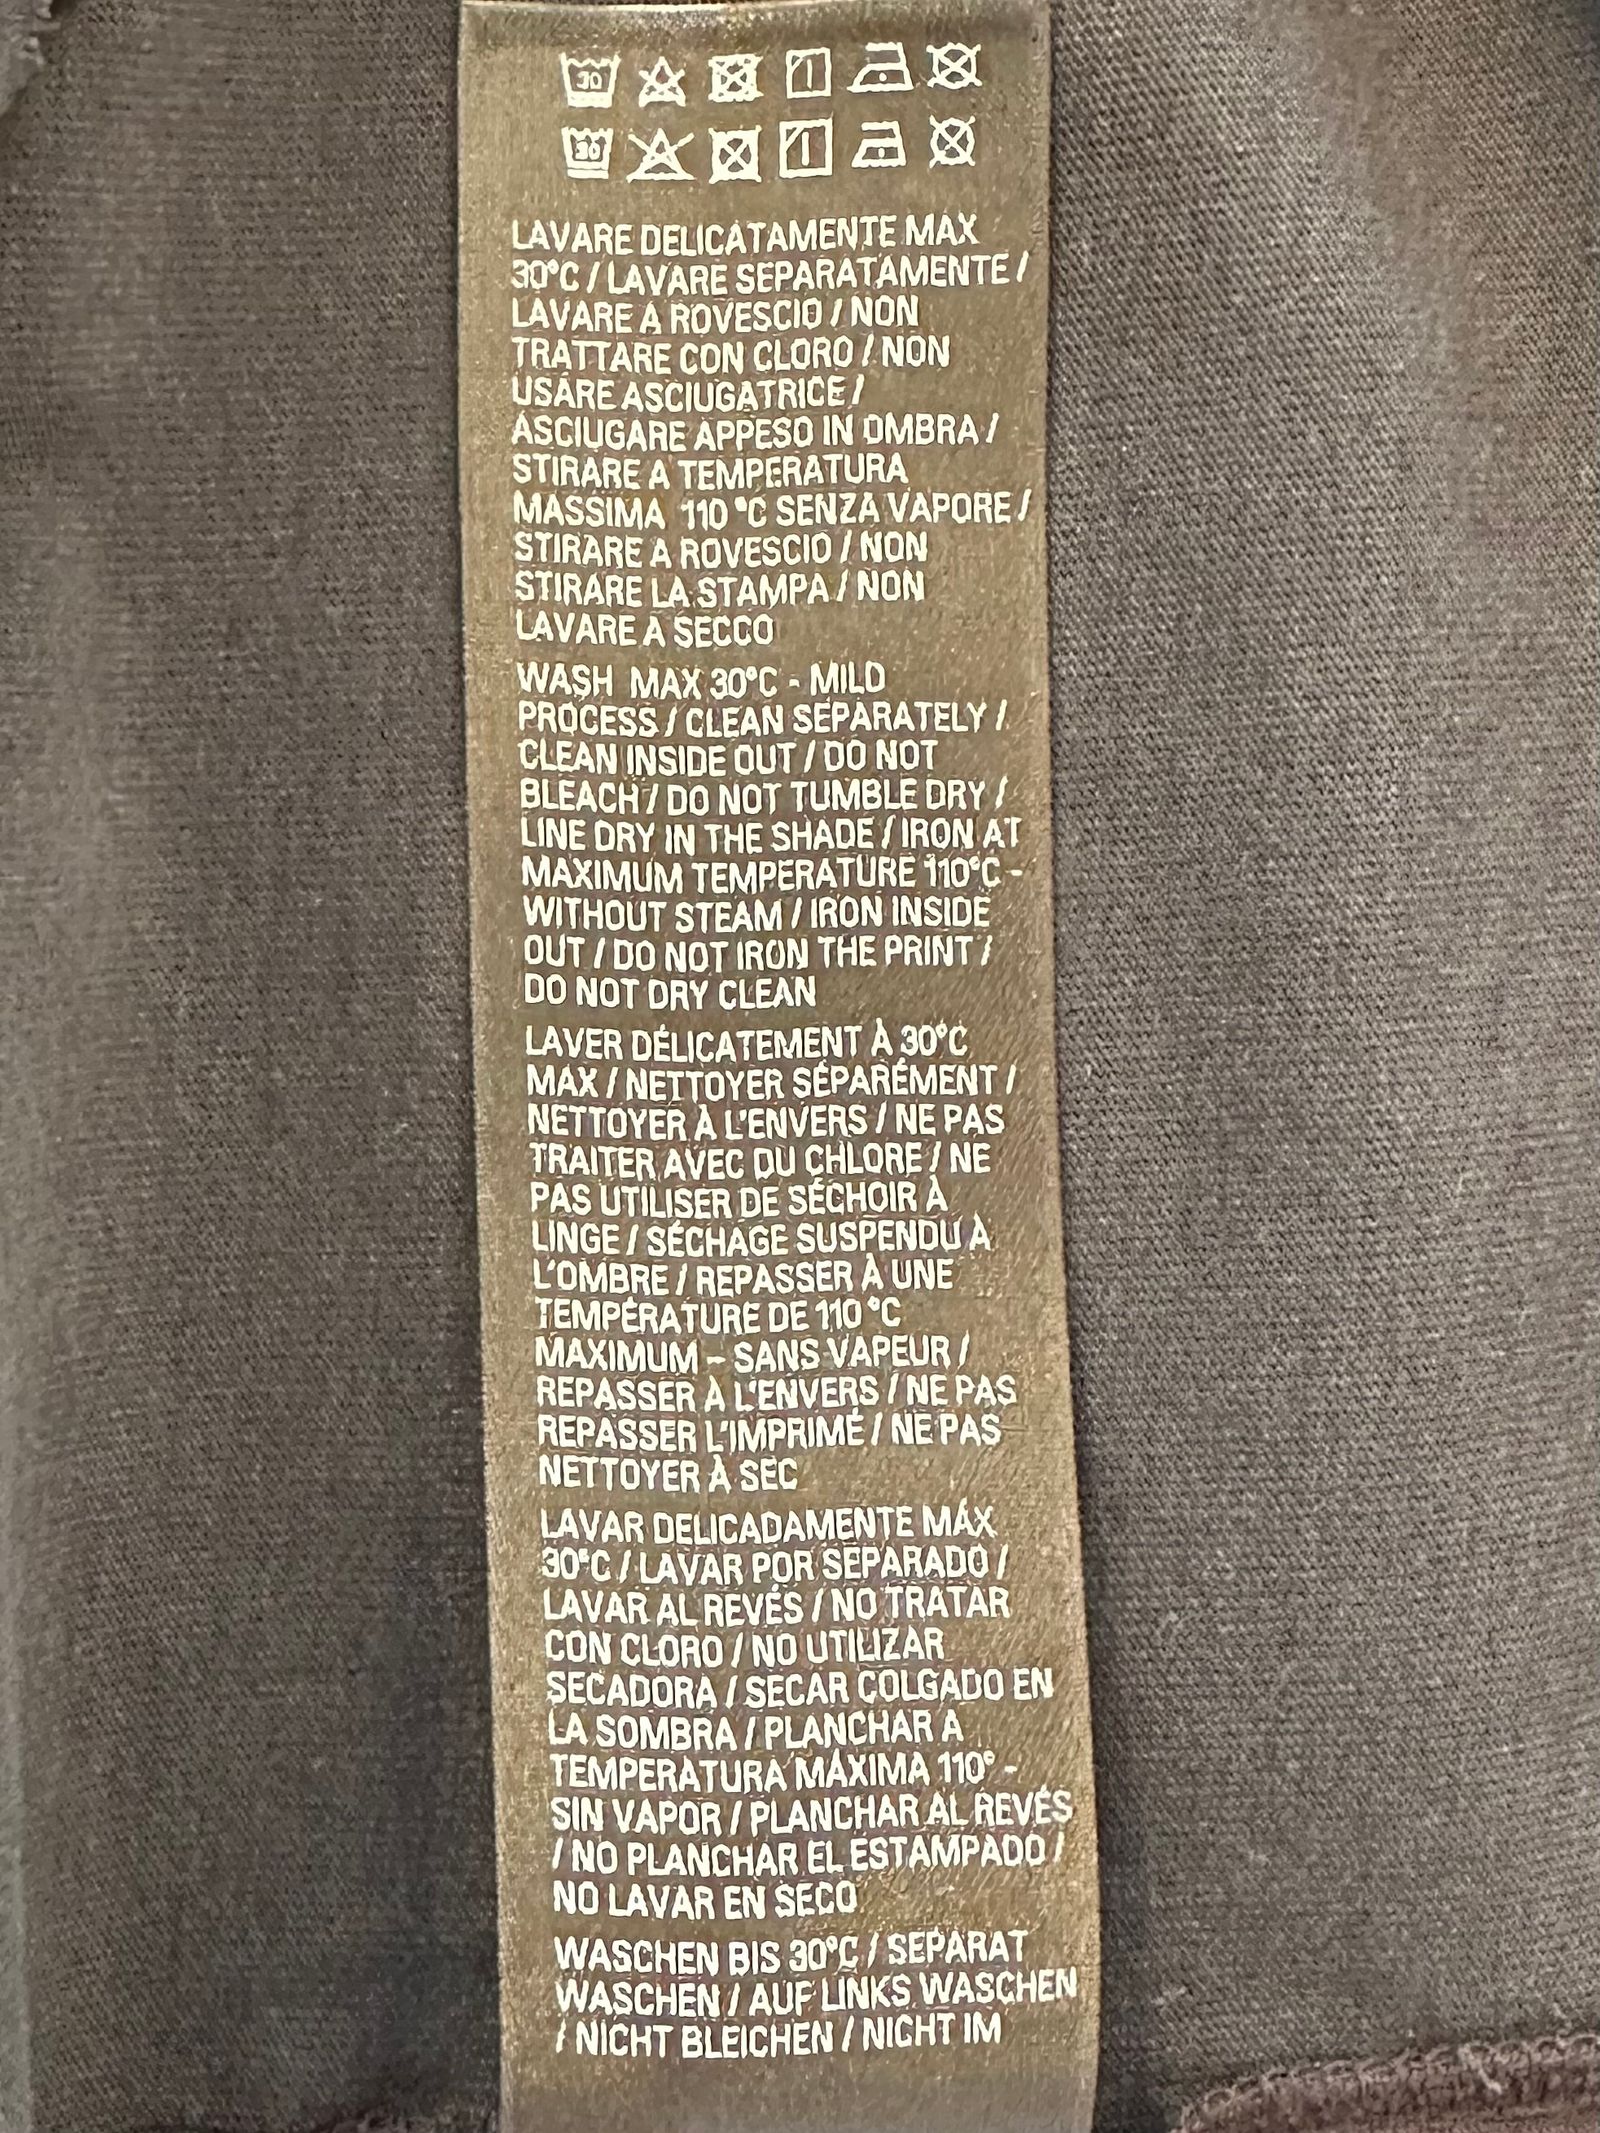 30
30
LAVARE DELICATAMENTE MAX
30°C / LAVARE SEPARATAMENTE /
LAVARE A ROVESCIO / NON
TRATTARE CON CLORO / NON
USARE ASCIUGATRICE /
ASCIUGARE APPESO IN OMBRA /
STIRARE A TEMPERATURA
MASSIMA 110 °C SENZA VAPORE /
STIRARE A ROVESCIO / NON
STIRARE LA STAMPA / NON
LAVARE A SECCO
WASH MAX 30°C - MILD
PROCESS / CLEAN SEPARATELY /
CLEAN INSIDE OUT / DO NOT
BLEACH / DO NOT TUMBLE DRY /
LINE DRY IN THE SHADE / IRON AT
MAXIMUM TEMPERATURE 110°C -
WITHOUT STEAM / IRON INSIDE
OUT / DO NOT IRON THE PRINT /
DO NOT DRY CLEAN
LAVER DÉLICATEMENT À 30°C
MAX / NETTOYER SÉPARÉMENT /
NETTOYER À L'ENVERS / NE PAS
TRAITER AVEC DU CHLORE / NE
PAS UTILISER DE SÉCHOIR À
LINGE / SÉCHAGE SUSPENDU À
L'OMBRE / REPASSER À UNE
TEMPÉRATURE DE 110 °C
MAXIMUM – SANS VAPEUR /
REPASSER À L'ENVERS / NE PAS
REPASSER L'IMPRIMÉ / NE PAS
NETTOYER À SEC
LAVAR DELICADAMENTE MÁX
30°C / LAVAR POR SEPARADO /
LAVAR AL REVÉS / NO TRATAR
CON CLORO / NO UTILIZAR
SECADORA / SECAR COLGADO EN
LA SOMBRA / PLANCHAR A
TEMPERATURA MÁXIMA 110° -
SIN VAPOR / PLANCHAR AL REVÉS
/ NO PLANCHAR EL ESTAMPADO /
NO LAVAR EN SECO
WASCHEN BIS 30°C / SEPARAT
WASCHEN / AUF LINKS WASCHEN
/ NICHT BLEICHEN / NICHT IM